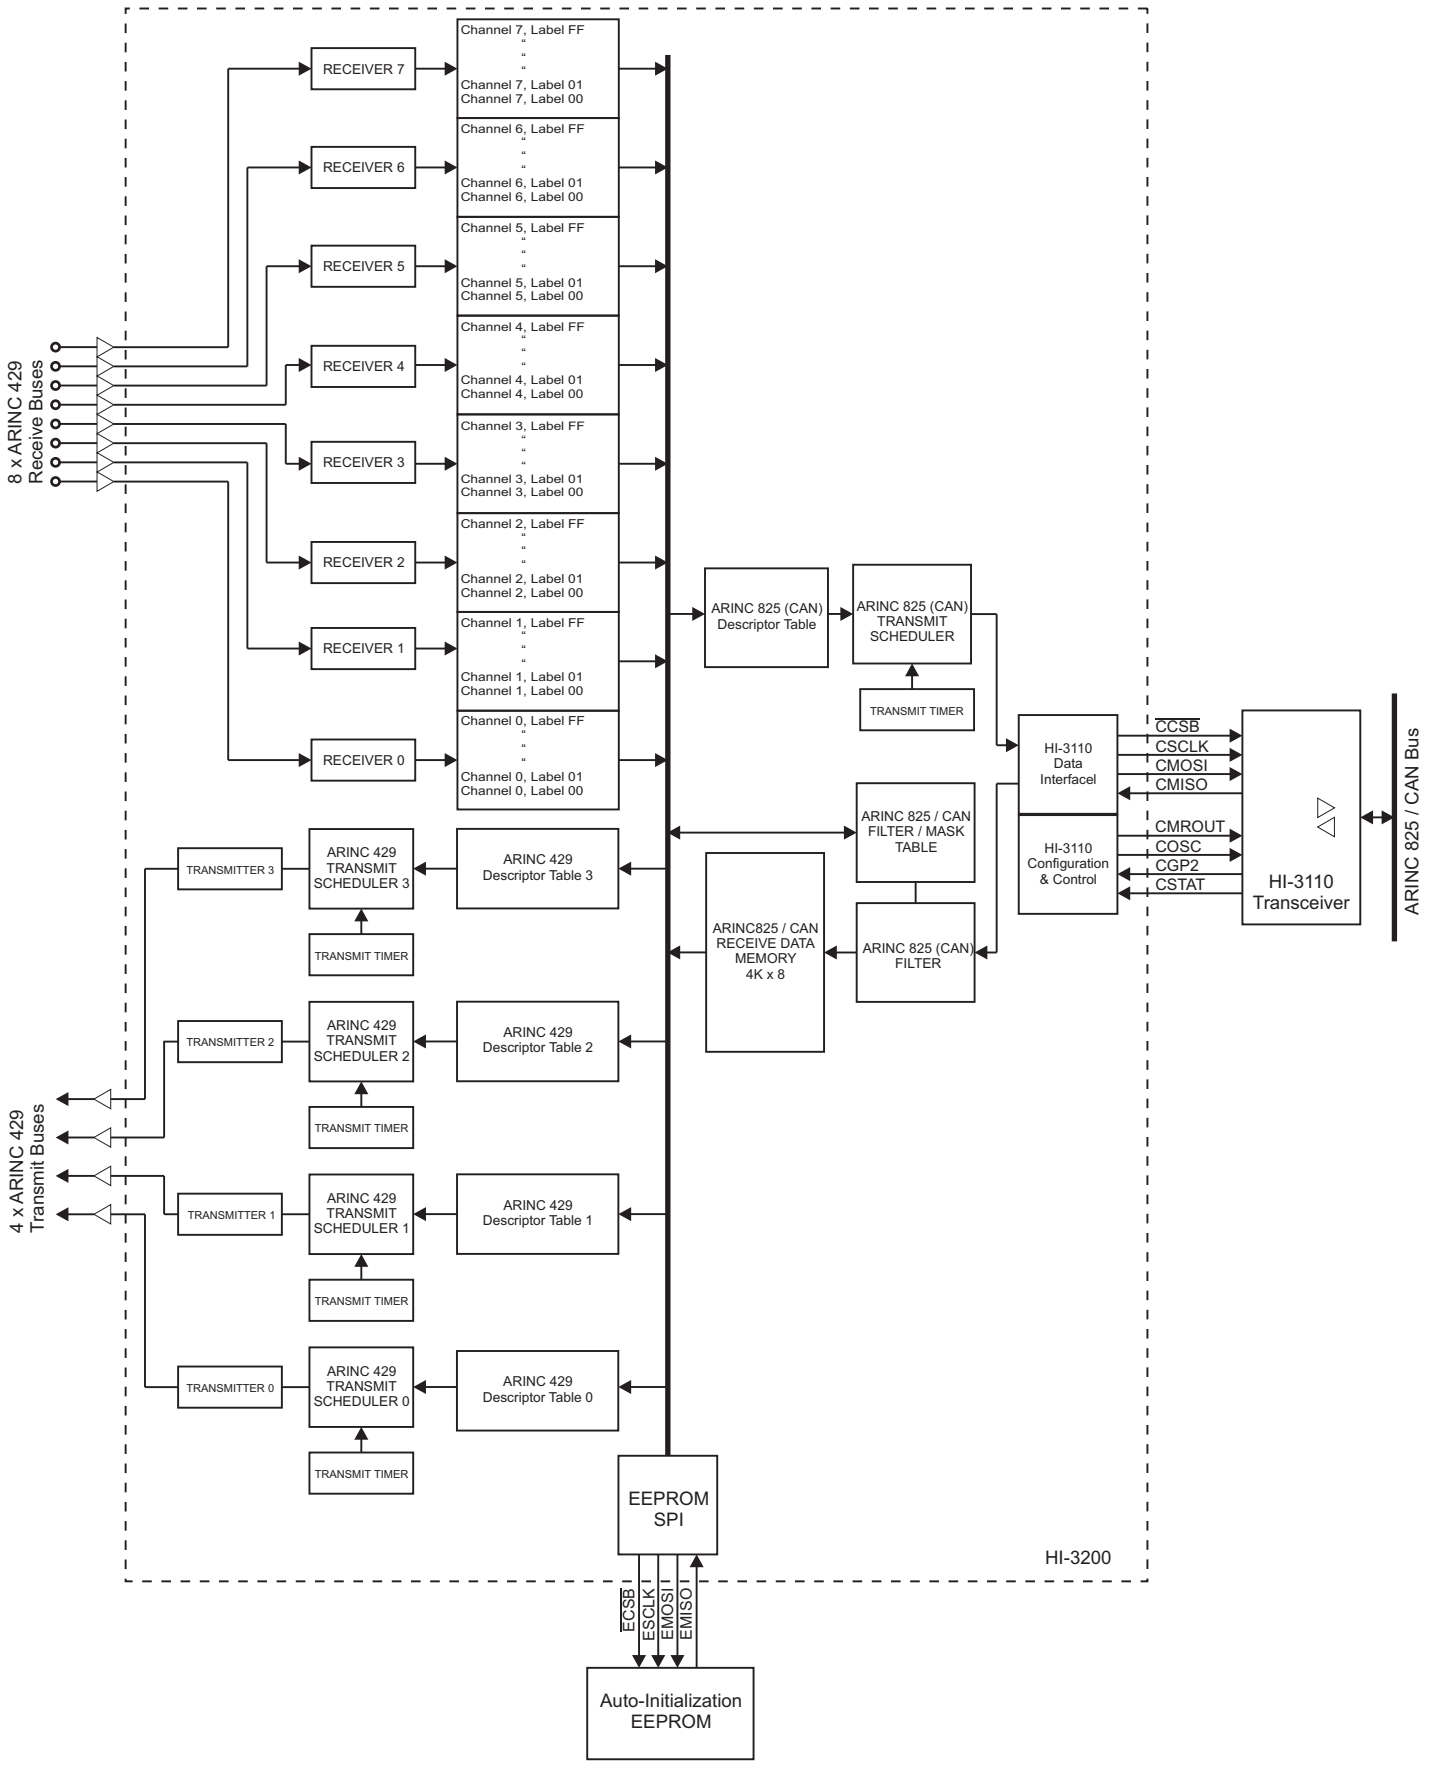 Channel 7, Label FF
“
“
“
Channel 7, Label 01
Channel 7, Label 00
RECEIVER 7
Channel 6, Label FF
“
“
“
Channel 6, Label 01
Channel 6, Label 00
RECEIVER 6
Channel 5, Label FF
“
“
“
Channel 5, Label 01
Channel 5, Label 00
RECEIVER 5
Channel 4, Label FF
“
“
“
Channel 4, Label 01
Channel 4, Label 00
RECEIVER 4
8 x ARINC 429
Receive Buses
Channel 3, Label FF
“
“
“
Channel 3, Label 01
Channel 3, Label 00
RECEIVER 3
Channel 2, Label FF
“
“
“
Channel 2, Label 01
Channel 2, Label 00
RECEIVER 2
Channel 1, Label FF
“
“
“
Channel 1, Label 01
Channel 1, Label 00
RECEIVER 1
Channel 0, Label FF
“
“
“
Channel 0, Label 01
Channel 0, Label 00
RECEIVER 0
ARINC 825 (CAN)
Descriptor Table
ARINC 825 (CAN)
TRANSMIT
SCHEDULER
TRANSMIT TIMER
HI-3110
Data
Interfacel
CCSB
CSCLK
CMOSI
CMISO
HI-3110
Configuration
& Control
CMROUT
COSC
CGP2
CSTAT
HI-3110
Transceiver
ARINC 825 / CAN Bus
ARINC 825 / CAN
FILTER / MASK
TABLE
ARINC825 / CAN
RECEIVE DATA
MEMORY
4K x 8
ARINC 825 (CAN)
FILTER
TRANSMITTER 3
ARINC 429
TRANSMIT
SCHEDULER 3
ARINC 429
Descriptor Table 3
TRANSMIT TIMER
TRANSMITTER 2
ARINC 429
TRANSMIT
SCHEDULER 2
ARINC 429
Descriptor Table 2
TRANSMIT TIMER
4 x ARINC 429
Transmit Buses
TRANSMITTER 1
ARINC 429
TRANSMIT
SCHEDULER 1
ARINC 429
Descriptor Table 1
TRANSMIT TIMER
TRANSMITTER 0
ARINC 429
TRANSMIT
SCHEDULER 0
ARINC 429
Descriptor Table 0
TRANSMIT TIMER
EEPROM
SPI
HI-3200
ECSB
ESCLK
EMOSI
EMISO
Auto-Initialization
EEPROM